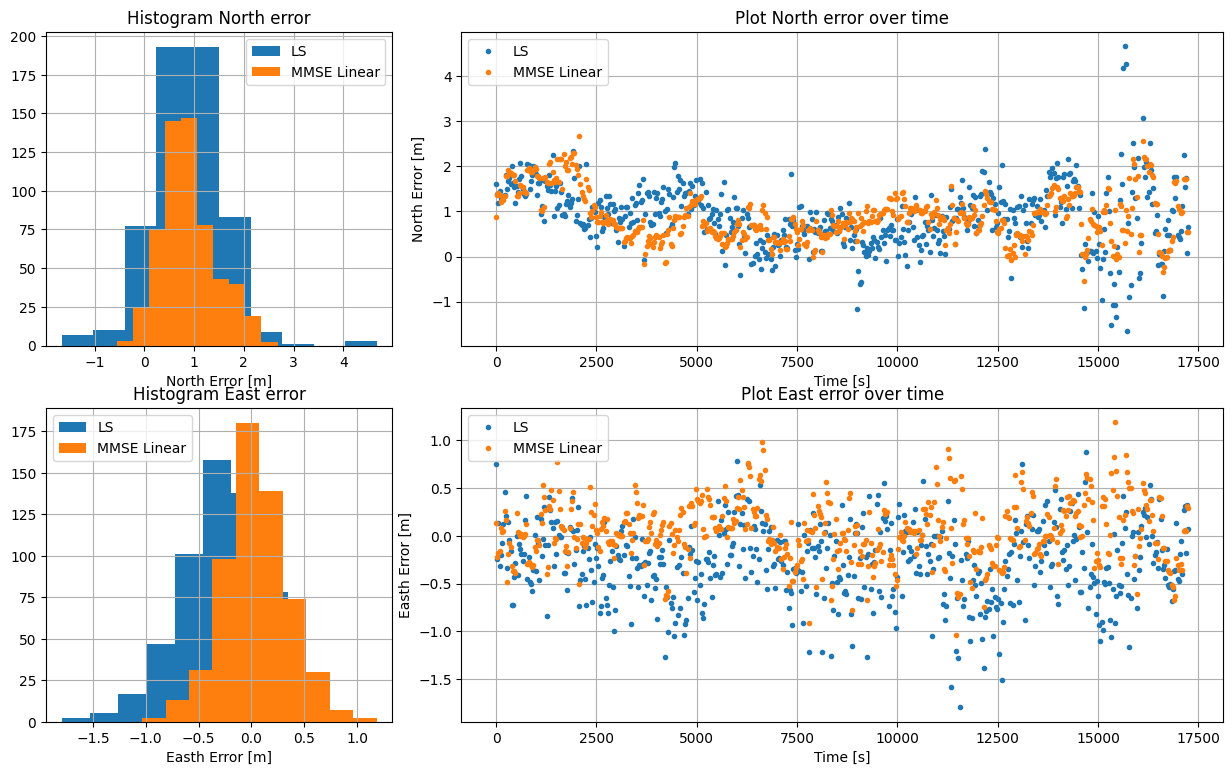 Histogram North error
LS
MMSE Linear
200
175
150
125
100
75
50
25
0
−1 0 1 2 3 4
North Error [m]
Plot North error over time
LS
MMSE Linear
North Error [m]
4
3
2
1
0
−1
0 2500 5000 7500 10000 12500 15000 17500
Time [s]
Histogram East error
LS
MMSE Linear
175
150
125
100
75
50
25
0
−1.5 −1.0 −0.5 0.0 0.5 1.0
Easth Error [m]
Plot East error over time
LS
MMSE Linear
Easth Error [m]
1.0
0.5
0.0
−0.5
−1.0
−1.5
0 2500 5000 7500 10000 12500 15000 17500
Time [s]